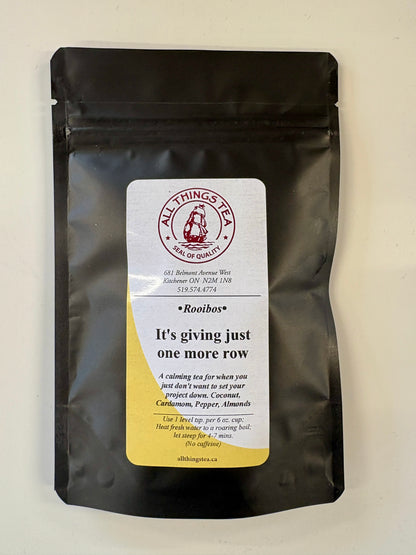 ALL THINGS TEA
SEAL OF QUALITY
681 Belmont Avenue West
Kitchener ON N2M 1N8
519.574.4774
•Rooibos•
It's giving just
one more row
A calming tea for when you
just don't want to set your
project down. Coconut,
Cardamom, Pepper, Almonds
Use 1 level tsp. per 6 oz. cup;
Heat fresh water to a roaring boil;
let steep for 4-7 mins.
(No caffeine)
allthingstea.ca